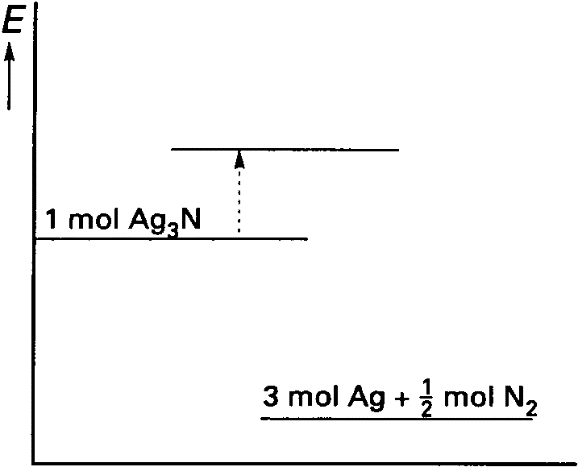 E
1 mol Ag₃N
3 mol Ag + ½ mol N₂